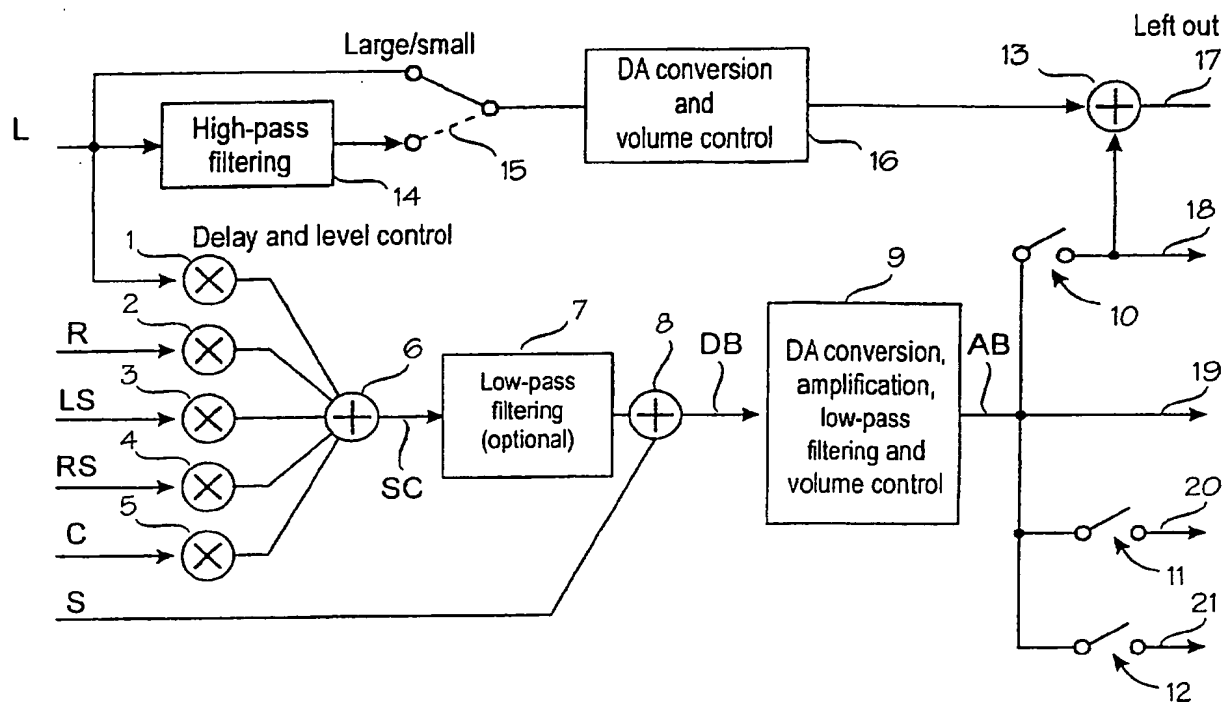 Left out
Large/small
13
17
DA conversion
and
volume control
L
High-pass
filtering
15
16
14
18
1
Delay and level control
9
2
7
10
R
8
DB
AB
3
6
DA conversion,
amplification,
low-pass
filtering and
volume control
19
LS
Low-pass
filtering
(optional)
4
RS
SC
20
5
C
11
S
21
12